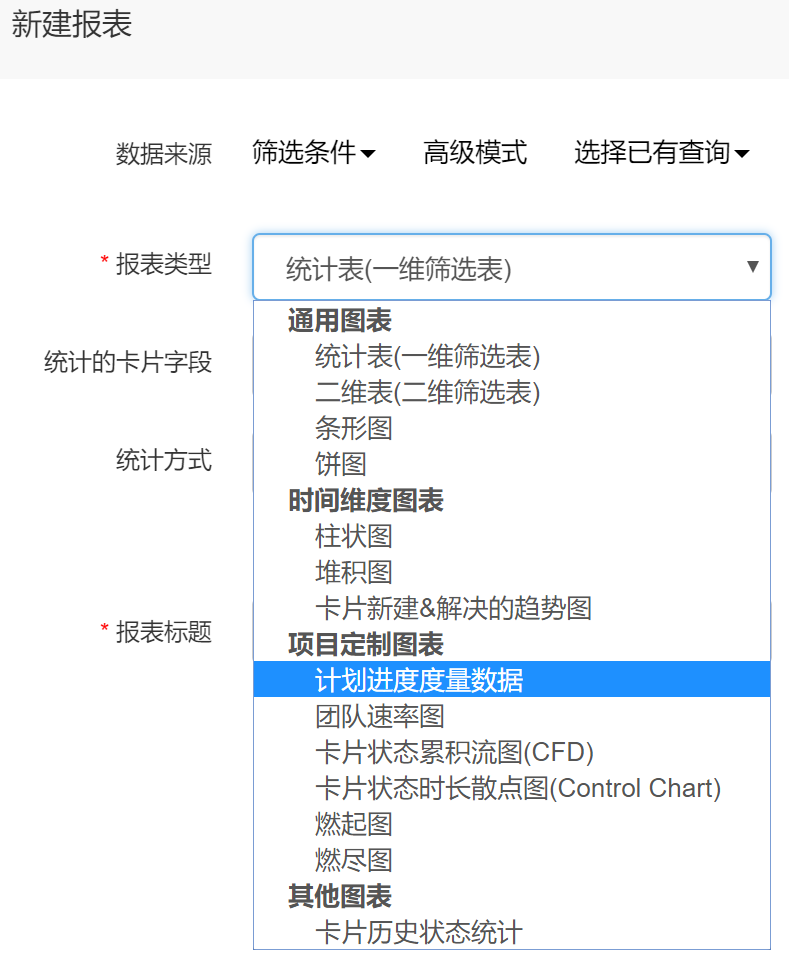 新建报表
数据来源 筛选条件 高级模式 选择已有查询
* 报表类型 统计表(一维筛选表)
通用图表
统计表(一维筛选表)
统计的卡片字段
二维表(二维筛选表)
条形图
统计方式 饼图
时间维度图表
柱状图
堆积图
卡片新建&解决的趋势图
* 报表标题
项目定制图表
计划进度度量数据
团队速率图
卡片状态累积流图(CFD)
卡片状态时长散点图(Control Chart)
燃起图
燃尽图
其他图表
卡片历史状态统计